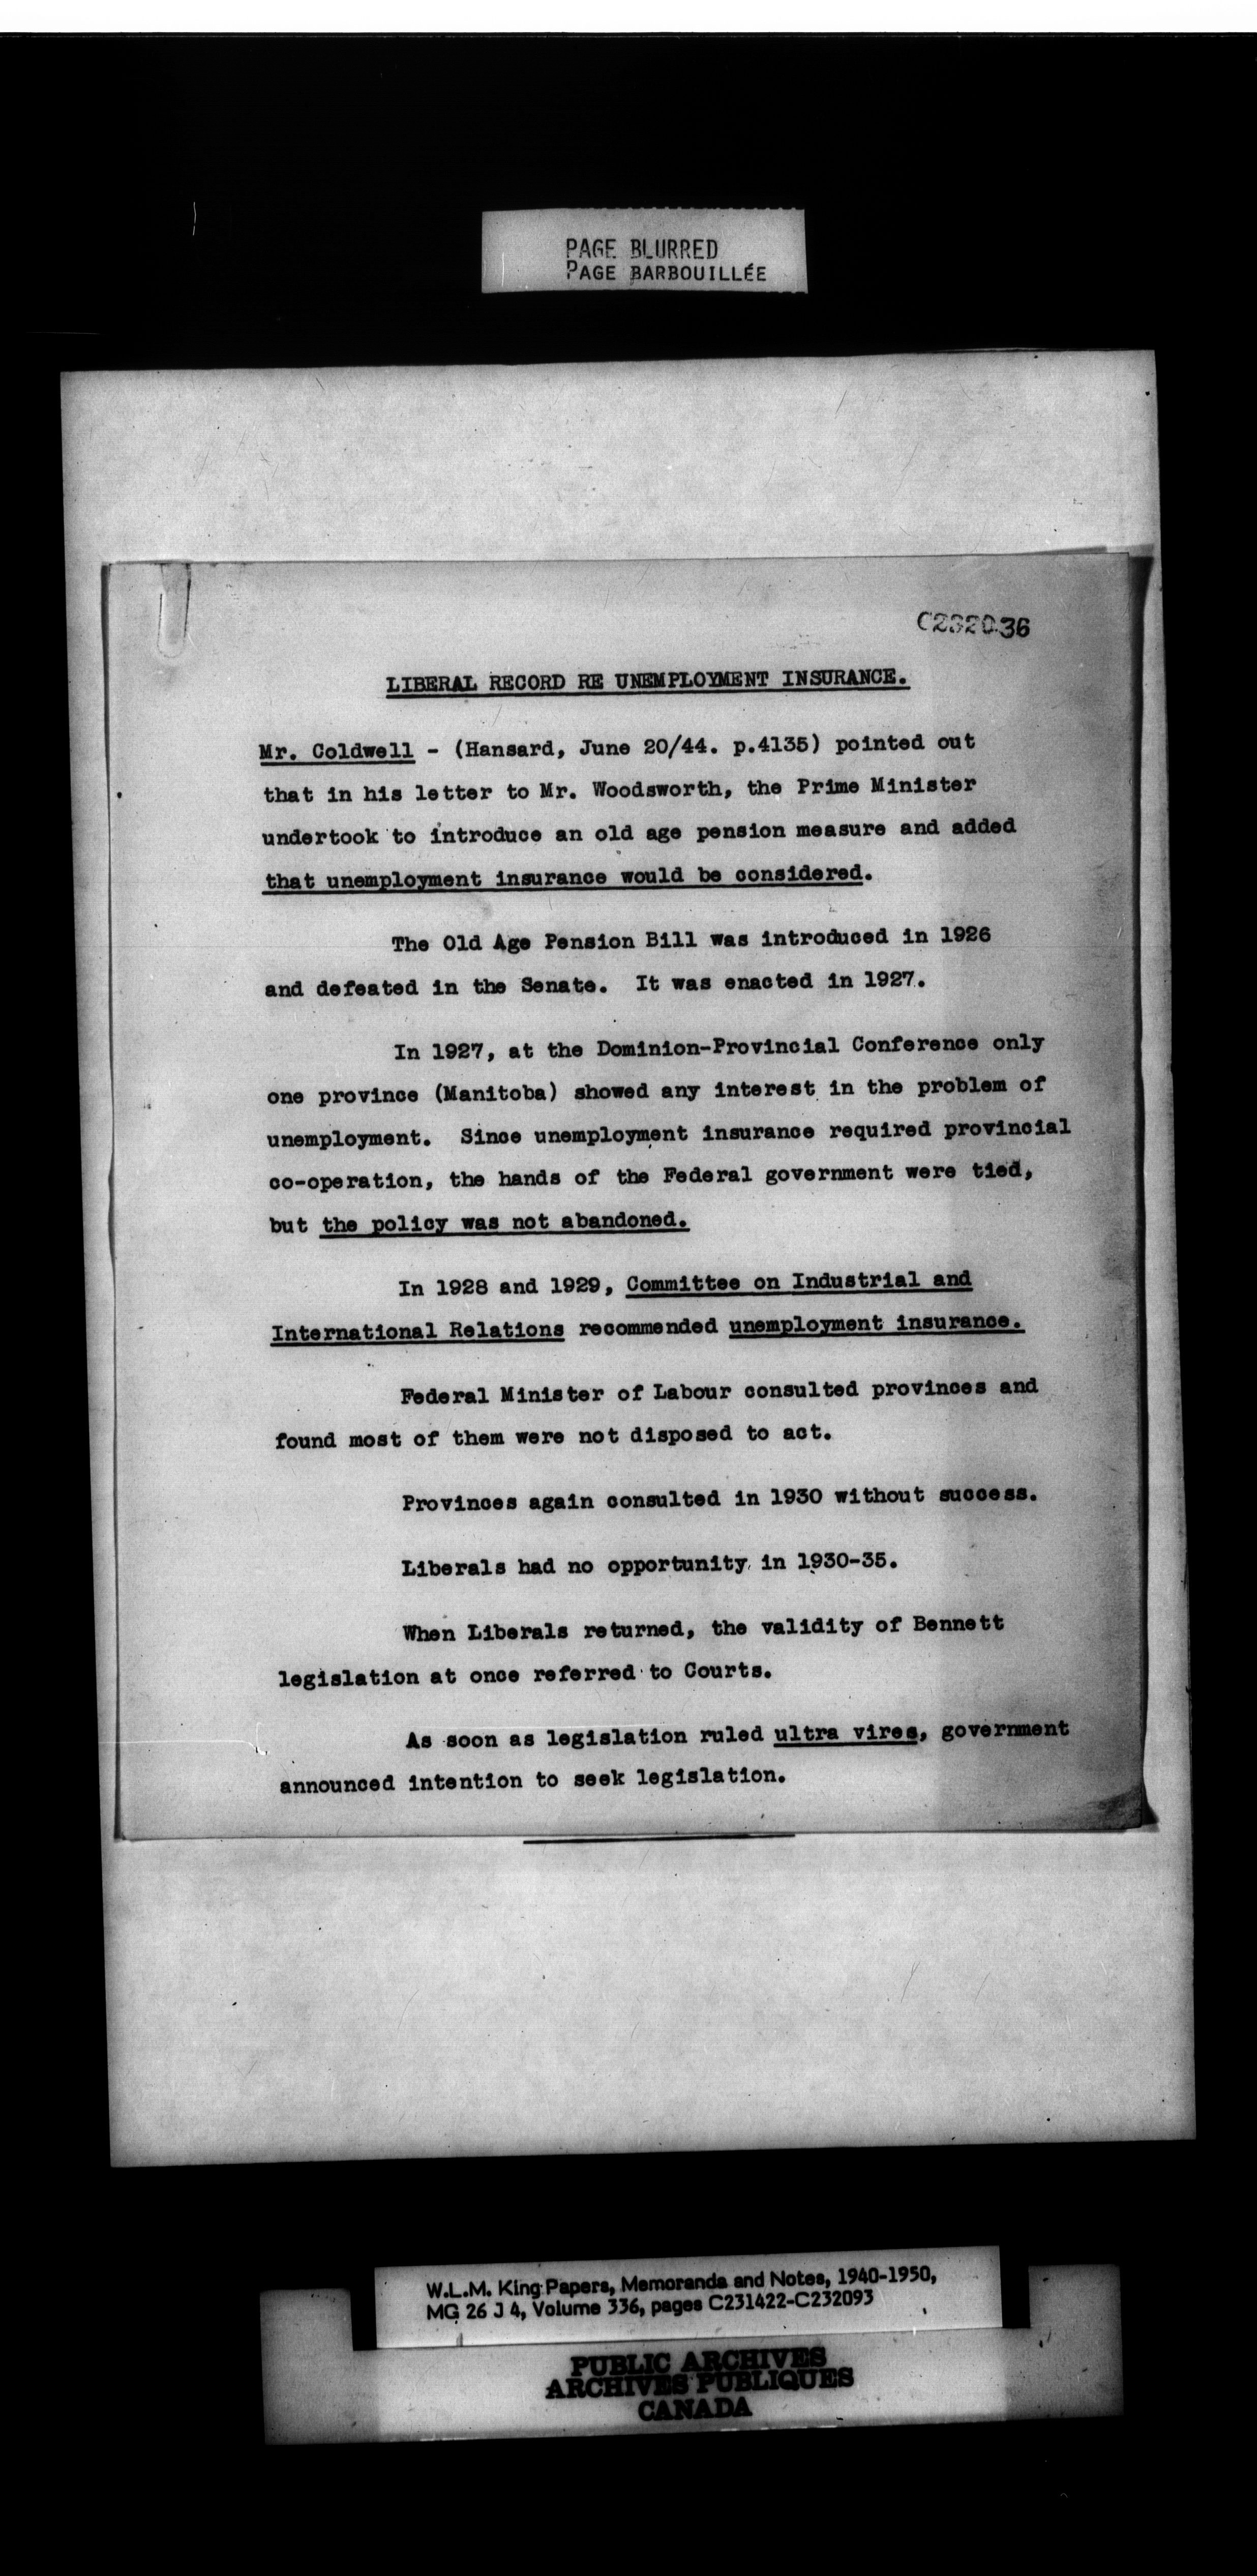 PAGE BLURRED
PAGE BARBOUILLÉE
C232036
LIBERAL RECORD RE UNEMPLOYMENT INSURANCE.
Mr. Coldwell - (Hansard, June 20/44. p.4135) pointed out
that in his letter to Mr. Woodsworth, the Prime Minister
undertook to introduce an old age pension measure and added
that unemployment insurance would be considered.
The Old Age Pension Bill was introduced in 1926
and defeated in the Senate. It was enacted in 1927.
In 1927, at the Dominion-Provincial Conference only
one province (Manitoba) showed any interest in the problem of
unemployment. Since unemployment insurance required provincial
co-operation, the hands of the Federal government were tied,
but the policy was not abandoned.
In 1928 and 1929, Committee on Industrial and
International Relations recommended unemployment insurance.
Federal Minister of Labour consulted provinces and
found most of them were not disposed to act.
Provinces again consulted in 1930 without success.
Liberals had no opportunity in 1930-35.
When Liberals returned, the validity of Bennett
legislation at once referred to Courts.
As soon as legislation ruled ultra vires, government
announced intention to seek legislation.
W.L.M. King Papers, Memoranda and Notes, 1940-1950,
MG 26 J 4, Volume 336, pages C231422-C232093
PUBLIC ARCHIVES
ARCHIVES PUBLIQUES
CANADA